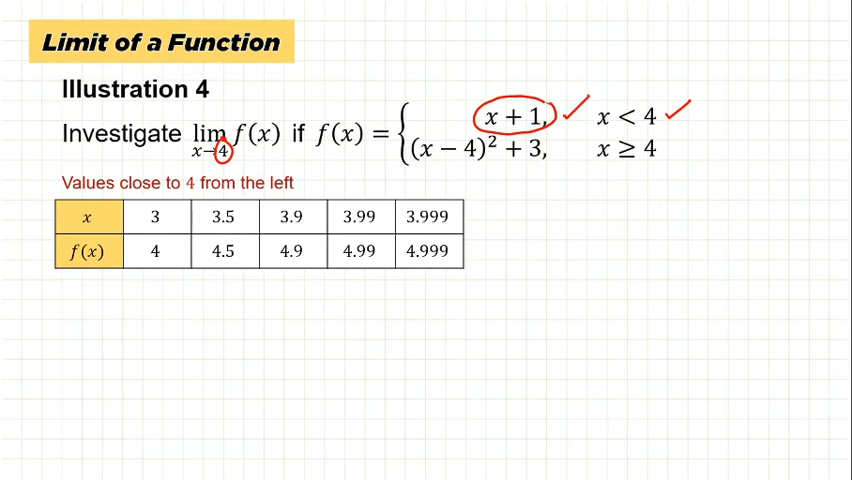 Limit of a Function
Illustration 4
Investigate lim x→4 f(x) if f(x) = { x + 1, x < 4
(x − 4)² + 3, x ≥ 4
Values close to 4 from the left
x 3 3.5 3.9 3.99 3.999
f(x) 4 4.5 4.9 4.99 4.999